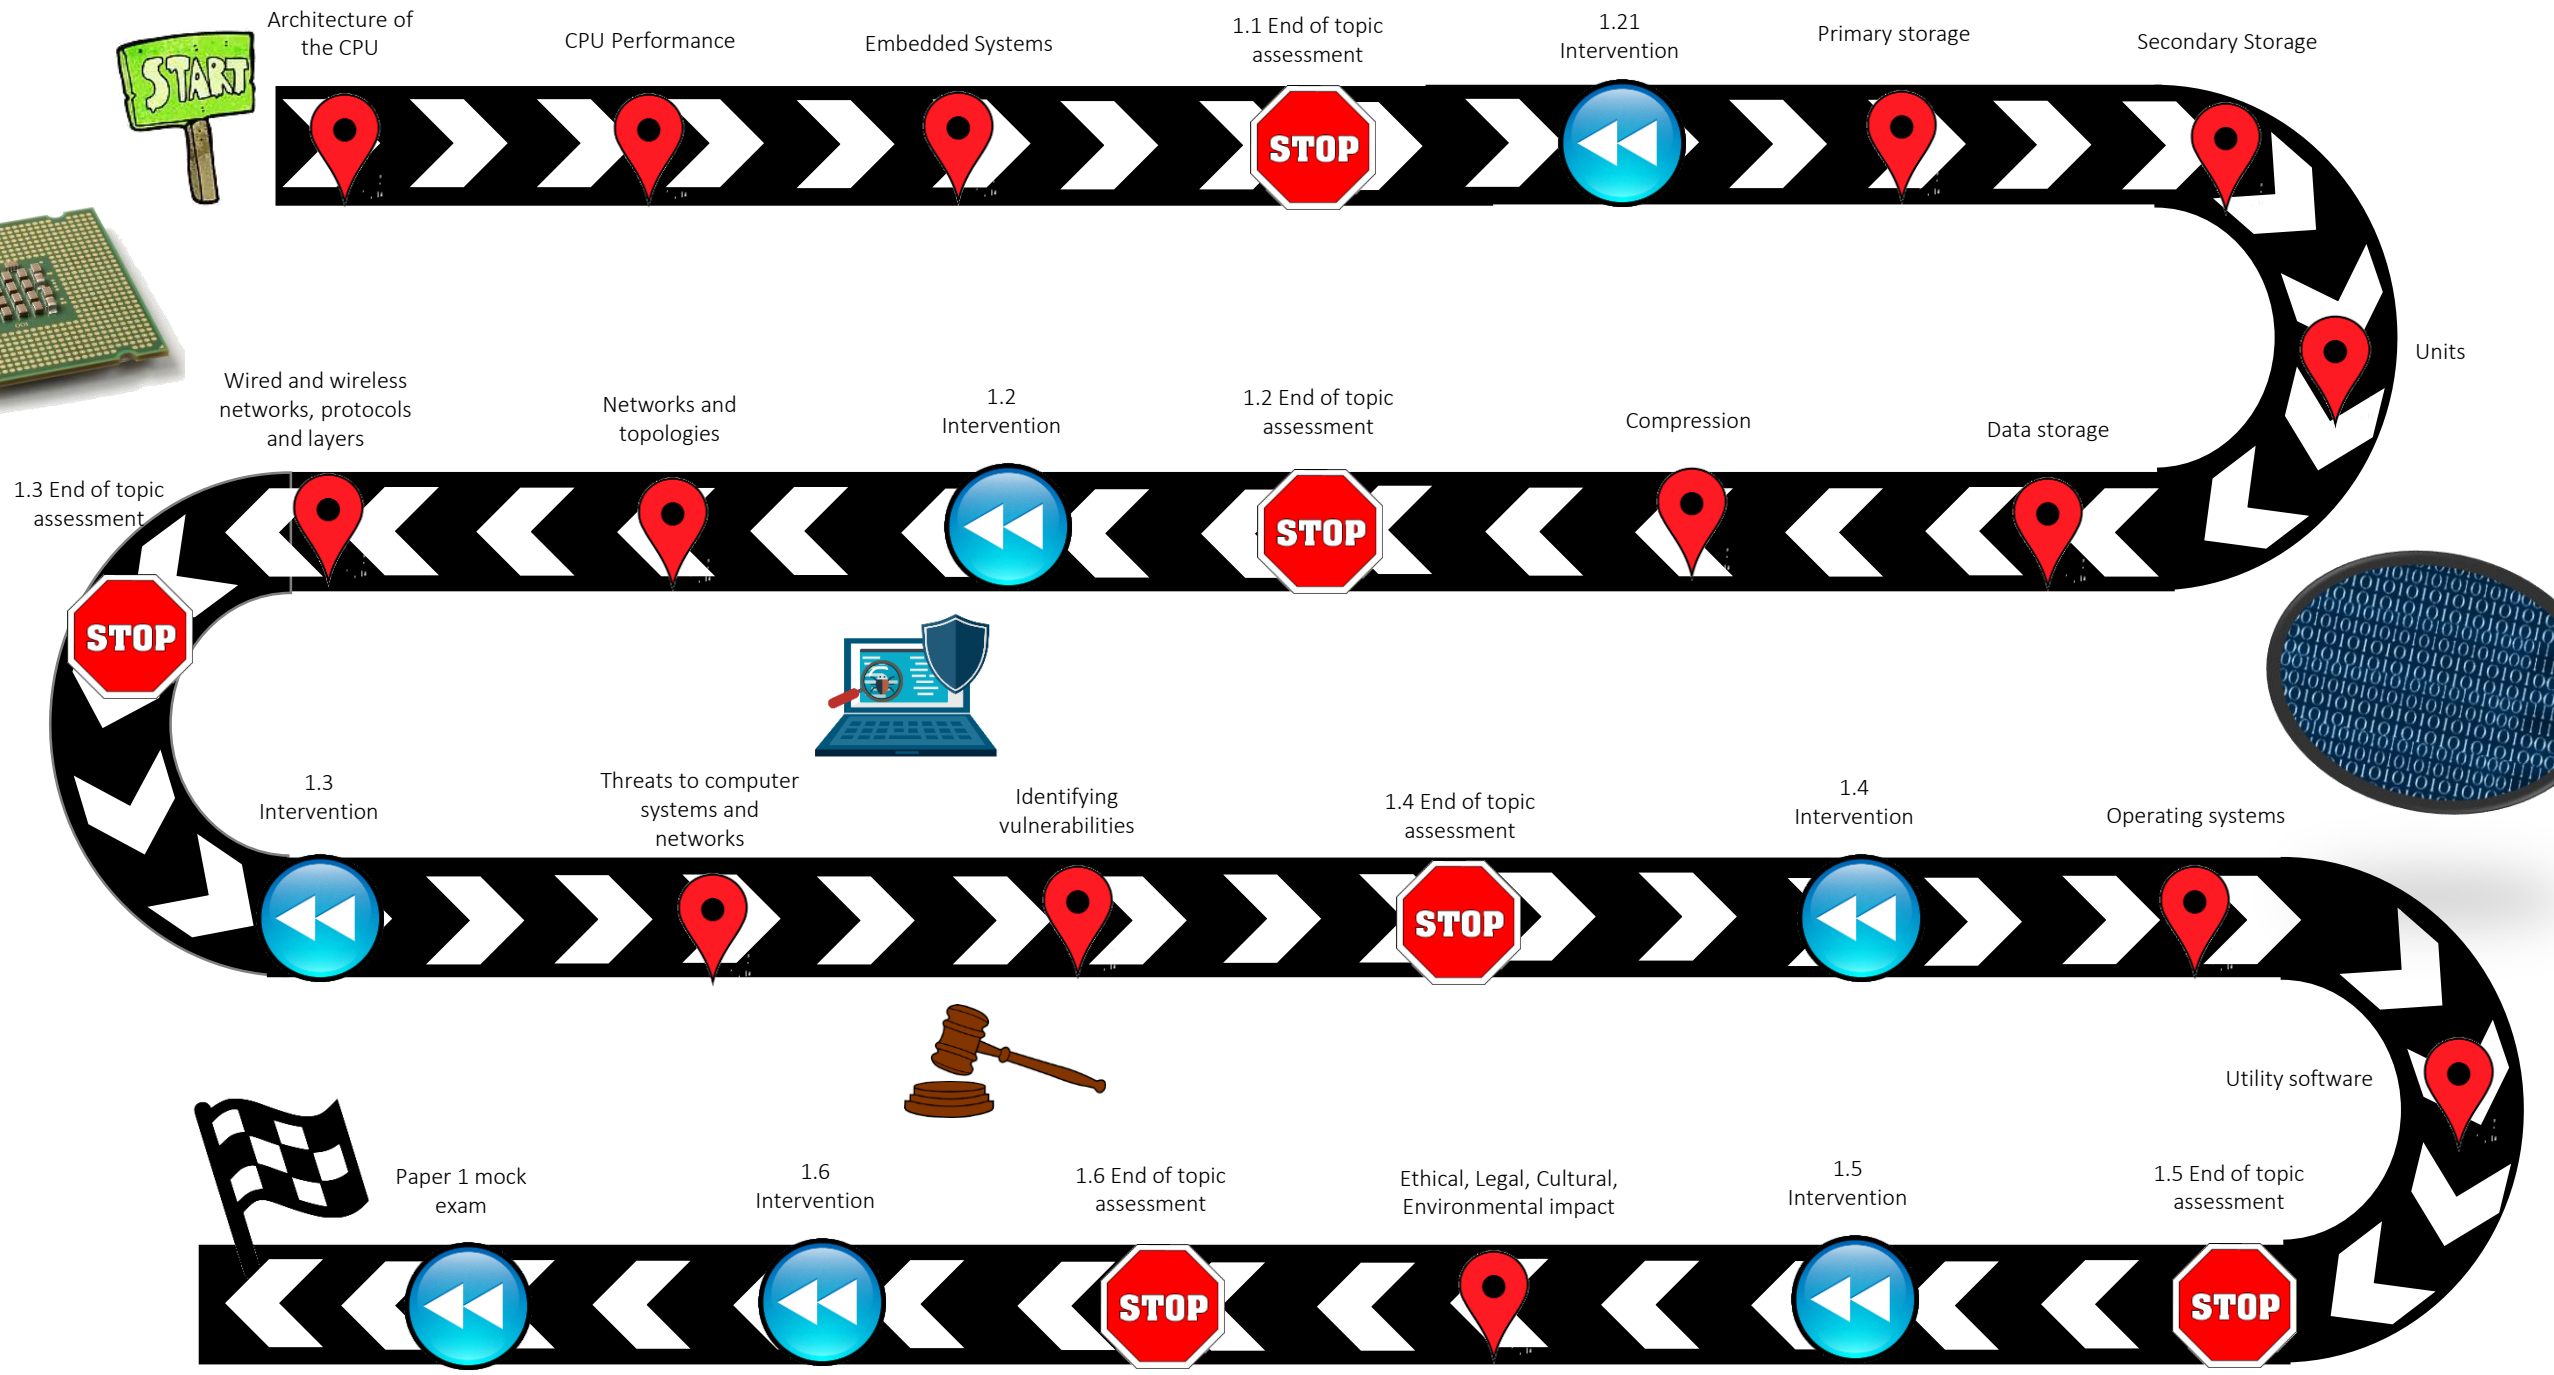 START
Architecture of
the CPU
CPU Performance
Embedded Systems
1.1 End of topic
assessment
1.21
Intervention
Primary storage
Secondary Storage
STOP
Units
Wired and wireless
networks, protocols
and layers
Networks and
topologies
1.2
Intervention
1.2 End of topic
assessment
Compression
Data storage
1.3 End of topic
assessment
STOP
STOP
1.3
Intervention
Threats to computer
systems and
networks
Identifying
vulnerabilities
1.4 End of topic
assessment
1.4
Intervention
Operating systems
STOP
Utility software
Paper 1 mock
exam
1.6
Intervention
1.6 End of topic
assessment
Ethical, Legal, Cultural,
Environmental impact
1.5
Intervention
1.5 End of topic
assessment
STOP
STOP